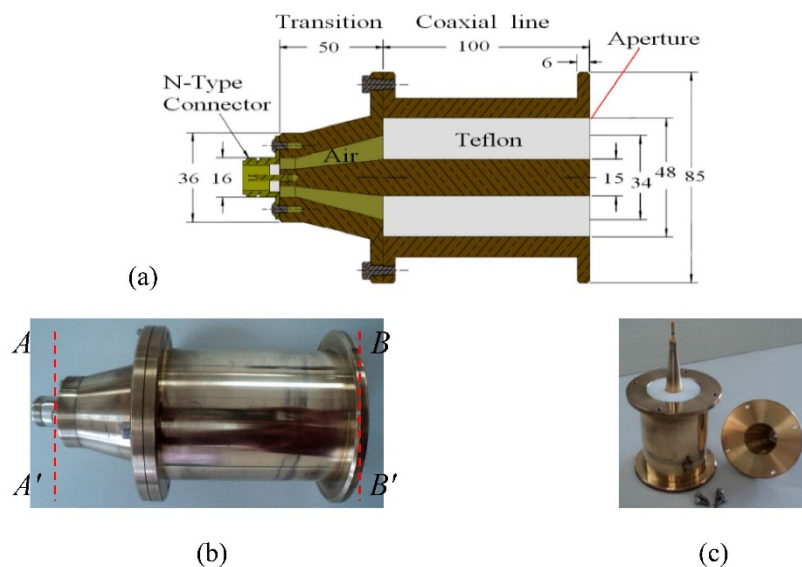 Transition Coaxial line
50 100 Aperture
6
N-Type
Connector
Teflon
Air
36 16 15 34 48 85
(a)
A B
A' B'
(b) (c)